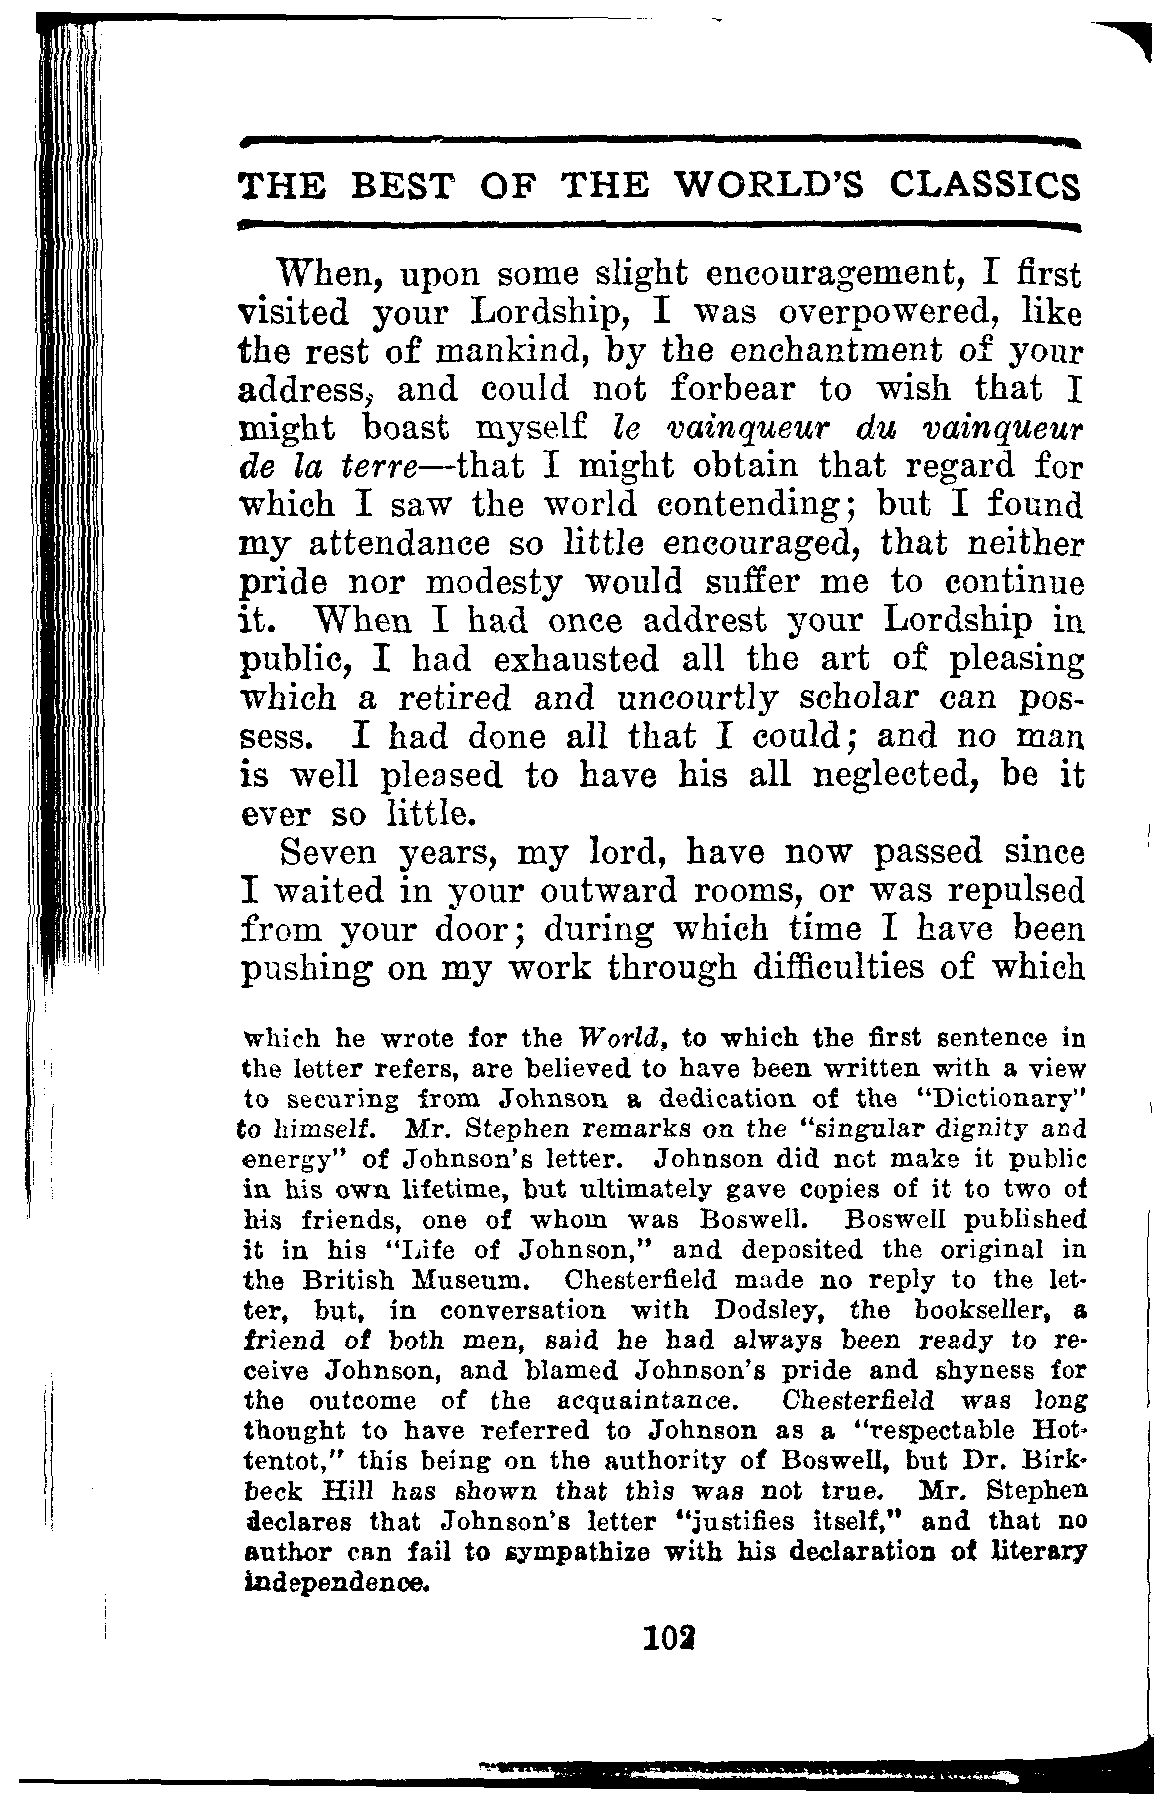 THE BEST OF THE WORLD'S CLASSICS
When, upon some slight encouragement, I first
visited your Lordship, I was overpowered, like
the rest of mankind, by the enchantment of your
address, and could not forbear to wish that I
might boast myself le vainqueur du vainqueur
de la terre—that I might obtain that regard for
which I saw the world contending; but I found
my attendance so little encouraged, that neither
pride nor modesty would suffer me to continue
it. When I had once addrest your Lordship in
public, I had exhausted all the art of pleasing
which a retired and uncourtly scholar can pos-
sess. I had done all that I could; and no man
is well pleased to have his all neglected, be it
ever so little.
Seven years, my lord, have now passed since
I waited in your outward rooms, or was repulsed
from your door; during which time I have been
pushing on my work through difficulties of which
which he wrote for the World, to which the first sentence in
the letter refers, are believed to have been written with a view
to securing from Johnson a dedication of the "Dictionary"
to himself. Mr. Stephen remarks on the "singular dignity and
energy" of Johnson's letter. Johnson did not make it public
in his own lifetime, but ultimately gave copies of it to two of
his friends, one of whom was Boswell. Boswell published
it in his "Life of Johnson," and deposited the original in
the British Museum. Chesterfield made no reply to the let-
ter, but, in conversation with Dodsley, the bookseller, a
friend of both men, said he had always been ready to re-
ceive Johnson, and blamed Johnson's pride and shyness for
the outcome of the acquaintance. Chesterfield was long
thought to have referred to Johnson as a "respectable Hot-
tentot," this being on the authority of Boswell, but Dr. Birk-
beck Hill has shown that this was not true. Mr. Stephen
declares that Johnson's letter "justifies itself," and that no
author can fail to sympathize with his declaration of literary
independence.
102